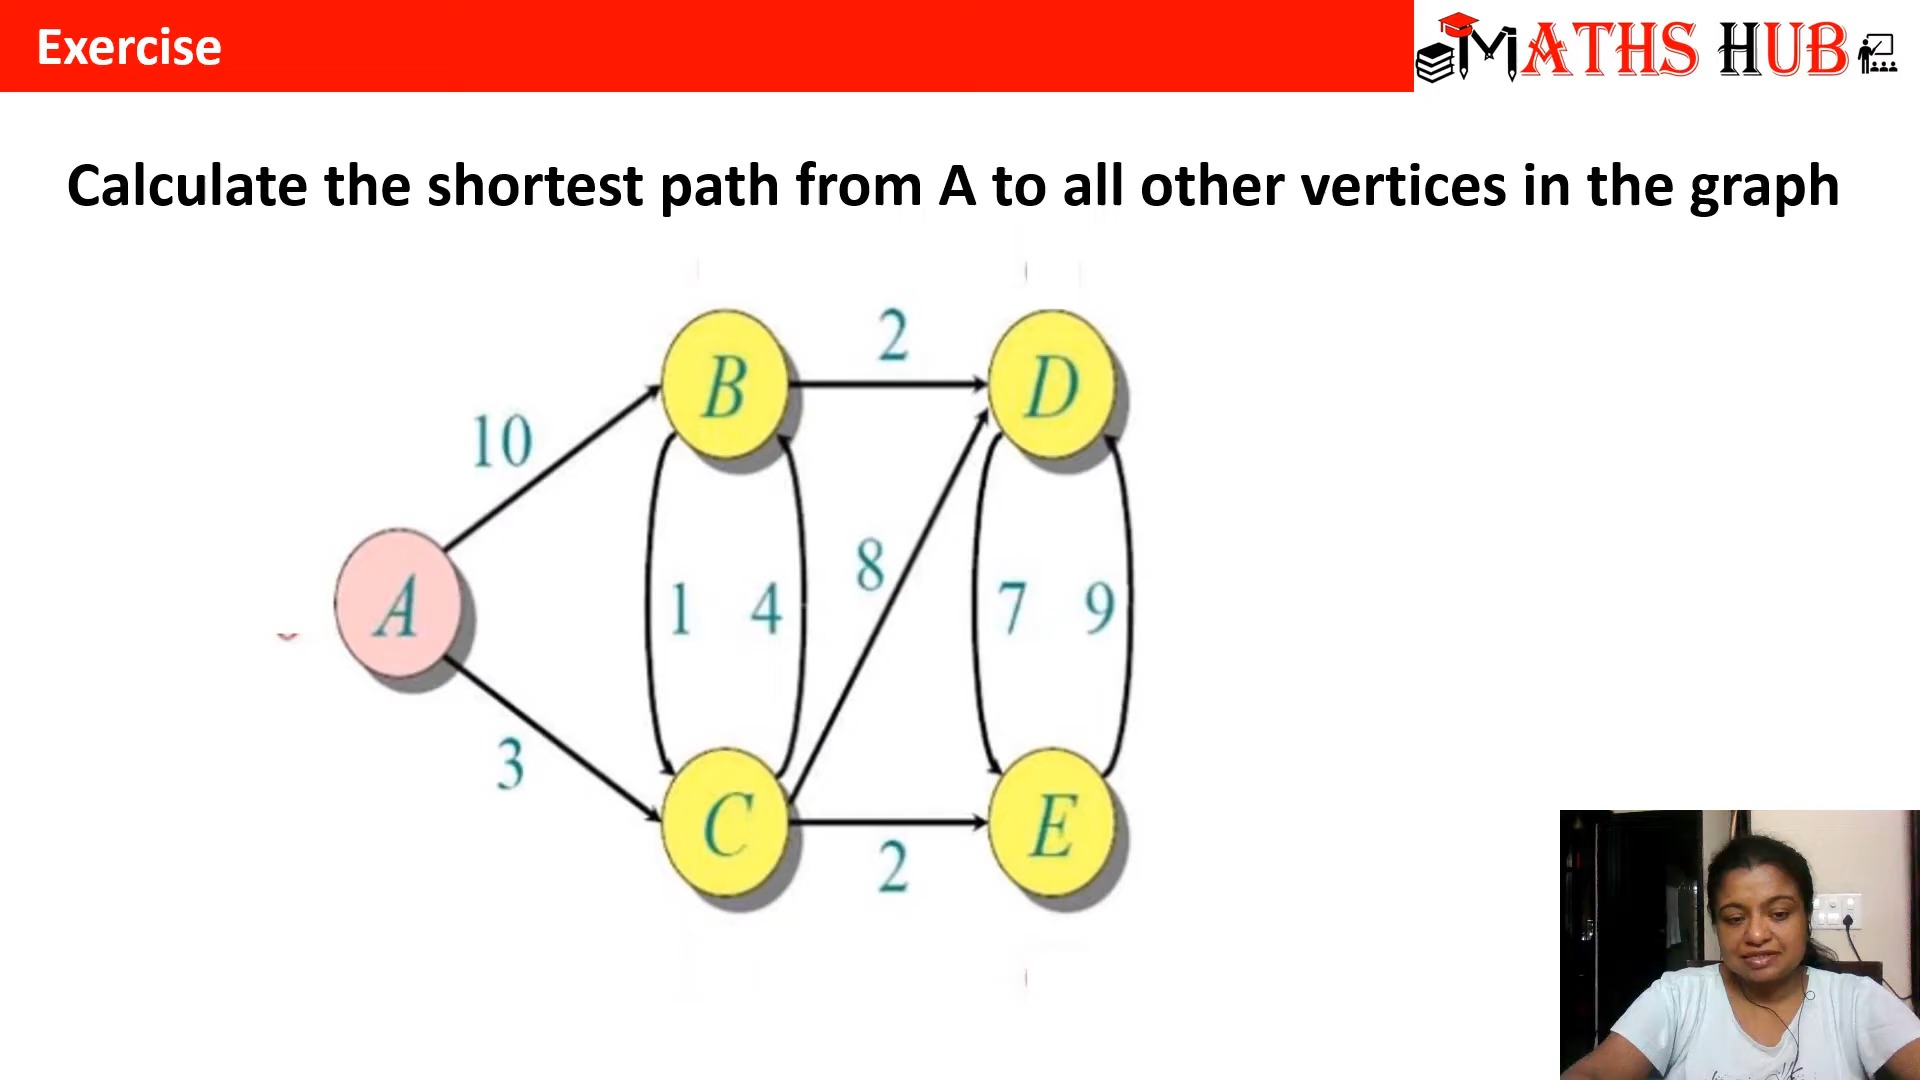 Exercise
MATHS HUB
Calculate the shortest path from A to all other vertices in the graph
2
B
D
10
8
A
1
4
7
9
3
C
E
2